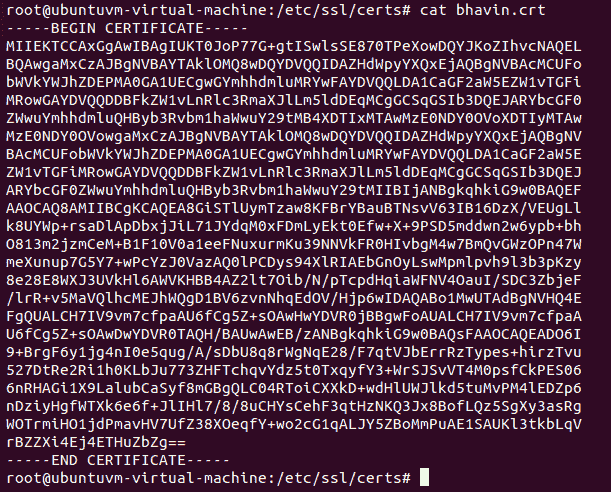 root@ubuntuvm-virtual-machine:/etc/ssl/certs# cat bhavin.crt
-----BEGIN CERTIFICATE-----
MIIEKTCCAxGgAwIBAgIUKT0JoP77G+gtISwlsSE870TPeXowDQYJKoZIhvcNAQEL
BQAwgaMxCzAJBgNVBAYTAklOMQ8wDQYDVQQIDAZHdWpyYXQxEjAQBgNVBAcMCUFo
bWVkYWJhZDEPMA0GA1UECgwGYmhhdmluMRYwFAYDVQQLDA1CaGF2aW5EZW1vTGFi
MRowGAYDVQQDDBFkZW1vLnRlc3RmaXJlLm5ldDEqMCgGCSqGSIb3DQEJARYbcGF0
ZWwuYmhhdmluQHByb3Rvbm1haWwuY29tMB4XDTIxMTAwMzE0NDY0OVoXDTIyMTAw
MzE0NDY0OVowgaMxCzAJBgNVBAYTAklOMQ8wDQYDVQQIDAZHdWpyYXQxEjAQBgNV
BAcMCUFobWVkYWJhZDEPMA0GA1UECgwGYmhhdmluMRYwFAYDVQQLDA1CaGF2aW5E
ZW1vTGFiMRowGAYDVQQDDBFkZW1vLnRlc3RmaXJlLm5ldDEqMCgGCSqGSIb3DQEJ
ARYbcGF0ZWwuYmhhdmluQHByb3Rvbm1haWwuY29tMIIBIjANBgkqhkiG9w0BAQEF
AAOCAQ8AMIIBCgKCAQEA8GiSTlUymTzaw8KFBrYBauBTNsvV63IB16DzX/VEUgLl
k8UYWp+rsaDlApDbxjJiL71JYdqM0xFDmLyEkt0Efw+X+9PSD5mddwn2w6ypb+bh
O813m2jzmCeM+B1F10V0a1eeFNuxurmKu39NNVkFR0HIvbgM4w7BmQvGWzOPn47W
meXunup7G5Y7+wPcYzJ0VazAQ0lPCDys94XlRIAEbGnOyLswMpmlpvh9l3b3pKzy
8e28E8WXJ3UVkHl6AWVKHBB4AZ2lt7Oib/N/pTcpdHqiaWFNV4OauI/SDC3ZbjeF
/lrR+v5MaVQlhcMEJhWQgD1BV6zvnNhqEdOV/Hjp6wIDAQABo1MwUTAdBgNVHQ4E
FgQUALCH7IV9vm7cfpaAU6fCg5Z+sOAwHwYDVR0jBBgwFoAUALCH7IV9vm7cfpaA
U6fCg5Z+sOAwDwYDVR0TAQH/BAUwAwEB/zANBgkqhkiG9w0BAQsFAAOCAQEADO6I
9+BrgF6y1jg4nI0e5qug/A/sDbU8q8rWgNqE28/F7qtVJbErrRzTypes+hirzTvu
527DtRe2Ri1h0KLbJu773ZHFTchqvYdz5t0TxqyfY3+WrSJSvVT4M0psfCkPES06
6nRHAGi1X9LalubCaSyf8mGBgQLC04RToiCXXkD+wdHlUWJlkd5tuMvPM4lEDZp6
nDziyHgfWTXk6e6f+JlIHl7/8/8uCHYsCehF3qtHzNKQ3Jx8BofLQz5SgXy3asRg
WOTrmiHO1jdPmavHV7UfZ38XOeqfY+wo2cG1qALJY5ZBoMmPuAE1SAUKl3tkbLqV
rBZZXi4Ej4ETHuZbZg==
-----END CERTIFICATE-----
root@ubuntuvm-virtual-machine:/etc/ssl/certs#